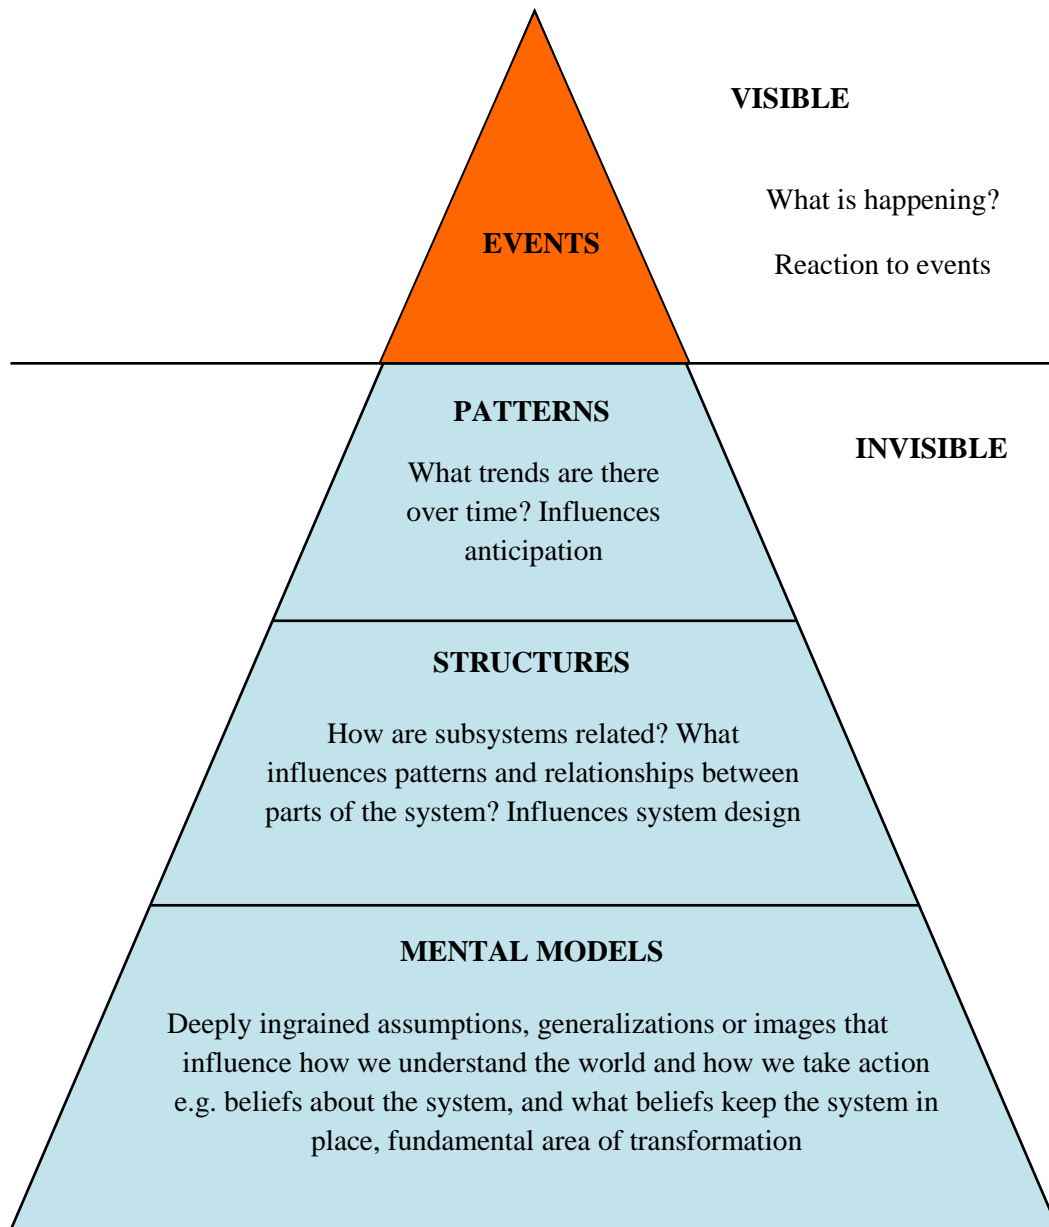 VISIBLE
What is happening?
EVENTS
Reaction to events
PATTERNS
INVISIBLE
What trends are there
over time? Influences
anticipation
STRUCTURES
How are subsystems related? What
influences patterns and relationships between
parts of the system? Influences system design
MENTAL MODELS
Deeply ingrained assumptions, generalizations or images that
influence how we understand the world and how we take action
e.g. beliefs about the system, and what beliefs keep the system in
place, fundamental area of transformation